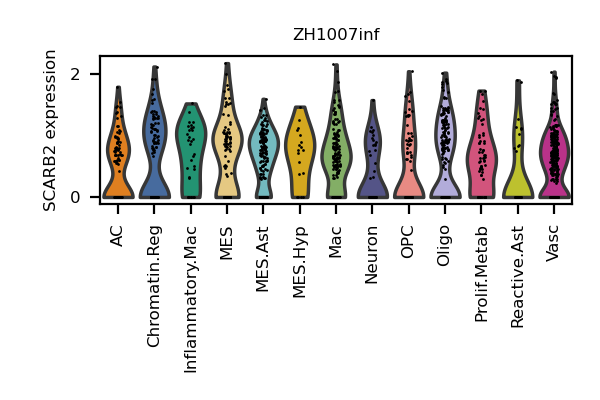 ZH1007inf
SCARB2 expression
2
0
AC
Chromatin.Reg
Inflammatory.Mac
MES
MES.Ast
MES.Hyp
Mac
Neuron
OPC
Oligo
Prolif.Metab
Reactive.Ast
Vasc